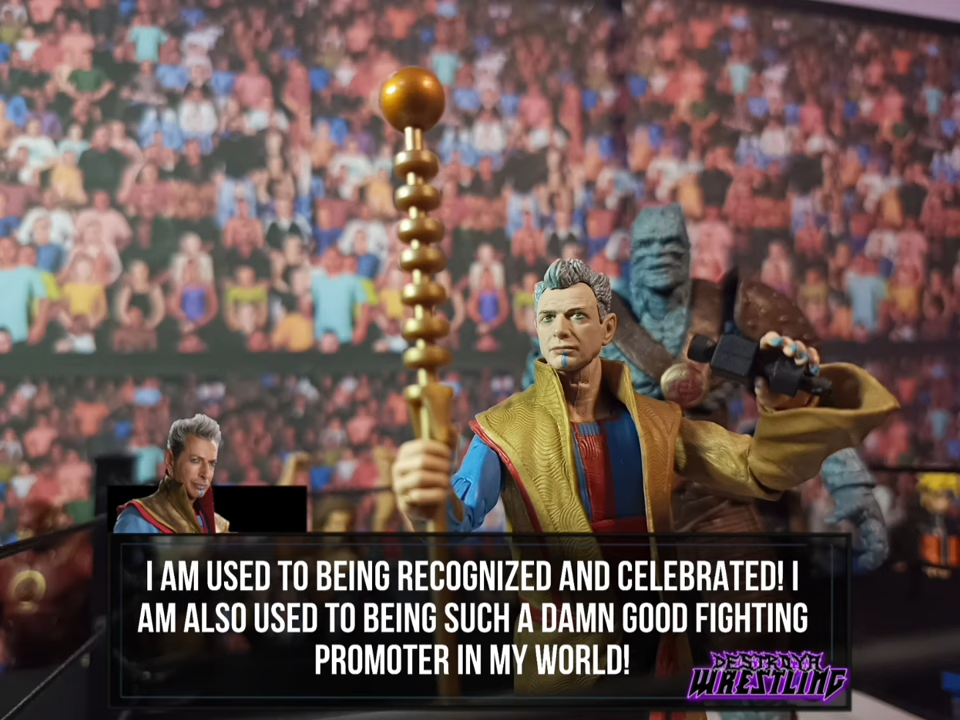 I AM USED TO BEING RECOGNIZED AND CELEBRATED! I
AM ALSO USED TO BEING SUCH A DAMN GOOD FIGHTING
PROMOTER IN MY WORLD!
DESTROYA
WRESTLING